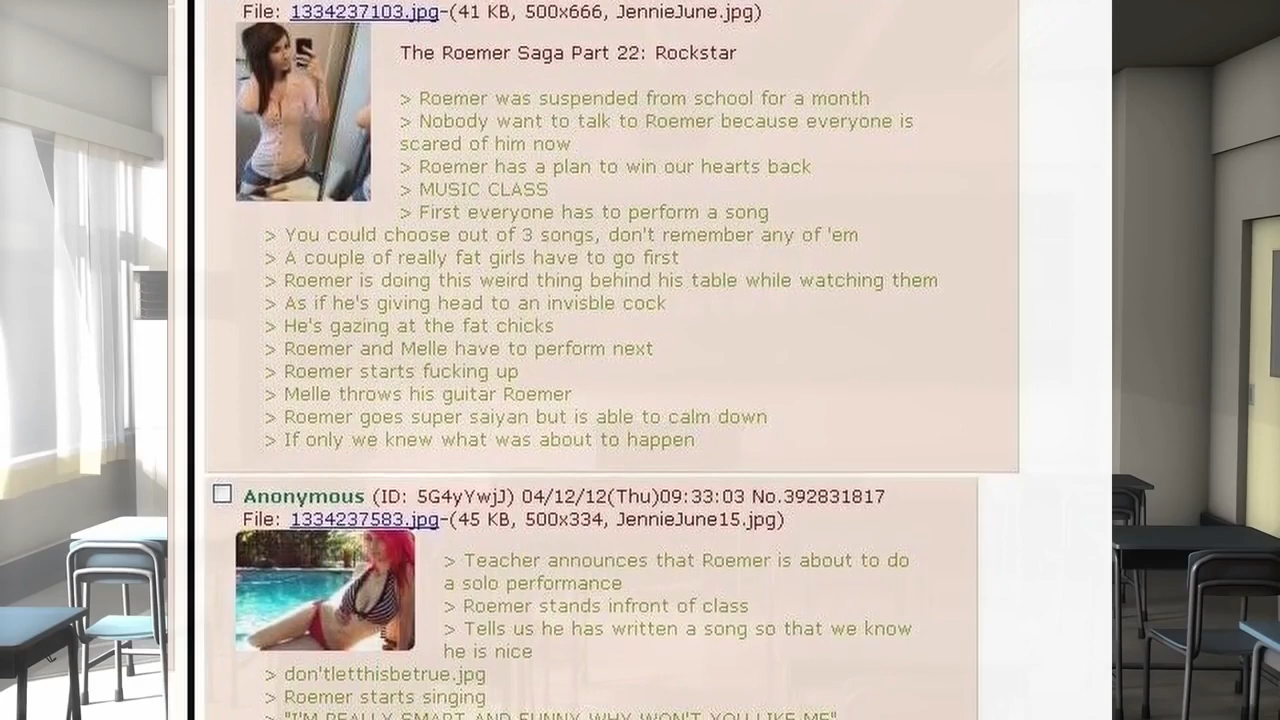 File: 1334237103.jpg-(41 KB, 500x666, JennieJune.jpg)
The Roemer Saga Part 22: Rockstar
> Roemer was suspended from school for a month
> Nobody want to talk to Roemer because everyone is
scared of him now
> Roemer has a plan to win our hearts back
> MUSIC CLASS
> First everyone has to perform a song
> You could choose out of 3 songs, don't remember any of 'em
> A couple of really fat girls have to go first
> Roemer is doing this weird thing behind his table while watching them
> As if he's giving head to an invisble cock
> He's gazing at the fat chicks
> Roemer and Melle have to perform next
> Roemer starts fucking up
> Melle throws his guitar Roemer
> Roemer goes super saiyan but is able to calm down
> If only we knew what was about to happen
Anonymous (ID: 5G4yYwjJ) 04/12/12(Thu)09:33:03 No.392831817
File: 1334237583.jpg-(45 KB, 500x334, JennieJune15.jpg)
> Teacher announces that Roemer is about to do
a solo performance
> Roemer stands infront of class
> Tells us he has written a song so that we know
he is nice
> don'tletthisbetrue.jpg
> Roemer starts singing
> "I'M REALLY SMART AND FUNNY WHY WON'T YOU LIKE ME"